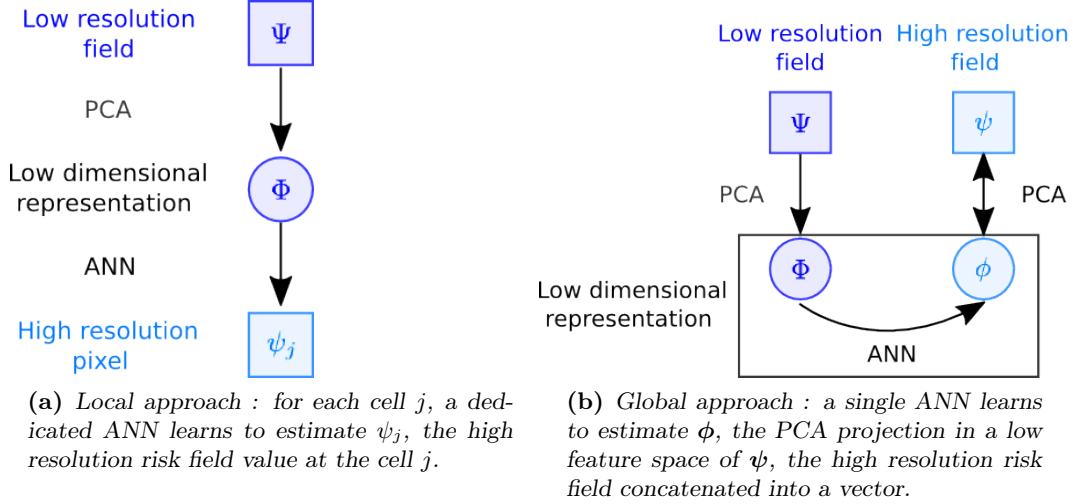 Low resolution
field
Ψ
PCA
Low dimensional
representation
Φ
ANN
High resolution
pixel
ψj
(a) Local approach : for each cell j, a ded-
icated ANN learns to estimate ψj, the high
resolution risk field value at the cell j.
Low resolution
field
High resolution
field
Ψ
ψ
PCA
PCA
Φ
ϕ
Low dimensional
representation
ANN
(b) Global approach : a single ANN learns
to estimate ϕ, the PCA projection in a low
feature space of ψ, the high resolution risk
field concatenated into a vector.